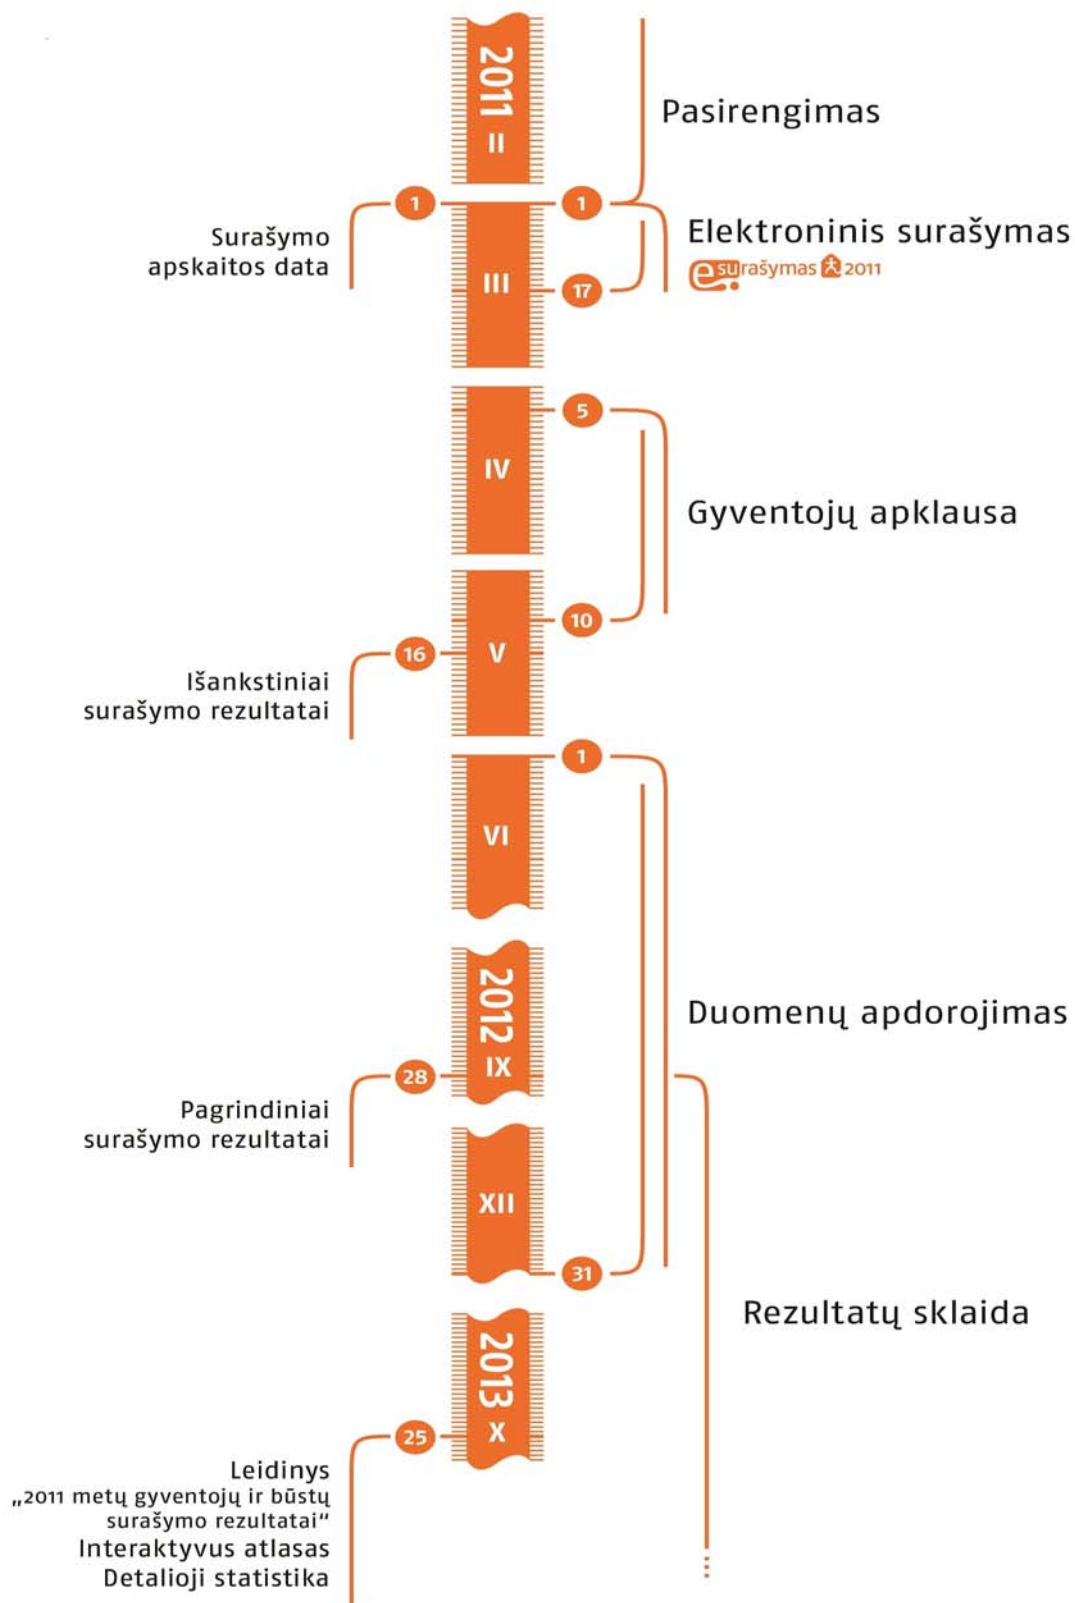 2011
II
Pasirengimas
1
1
Surašymo
apskaitos data
Elektroninis surašymas
esurašymas 2011
III
17
5
IV
Gyventojų apklausa
10
16
V
Išankstiniai
surašymo rezultatai
1
VI
2012
IX
Duomenų apdorojimas
28
Pagrindiniai
surašymo rezultatai
XII
31
Rezultatų sklaida
2013
X
25
Leidinys
„2011 metų gyventojų ir būstų
surašymo rezultatai“
Interaktyvus atlasas
Detalioji statistika